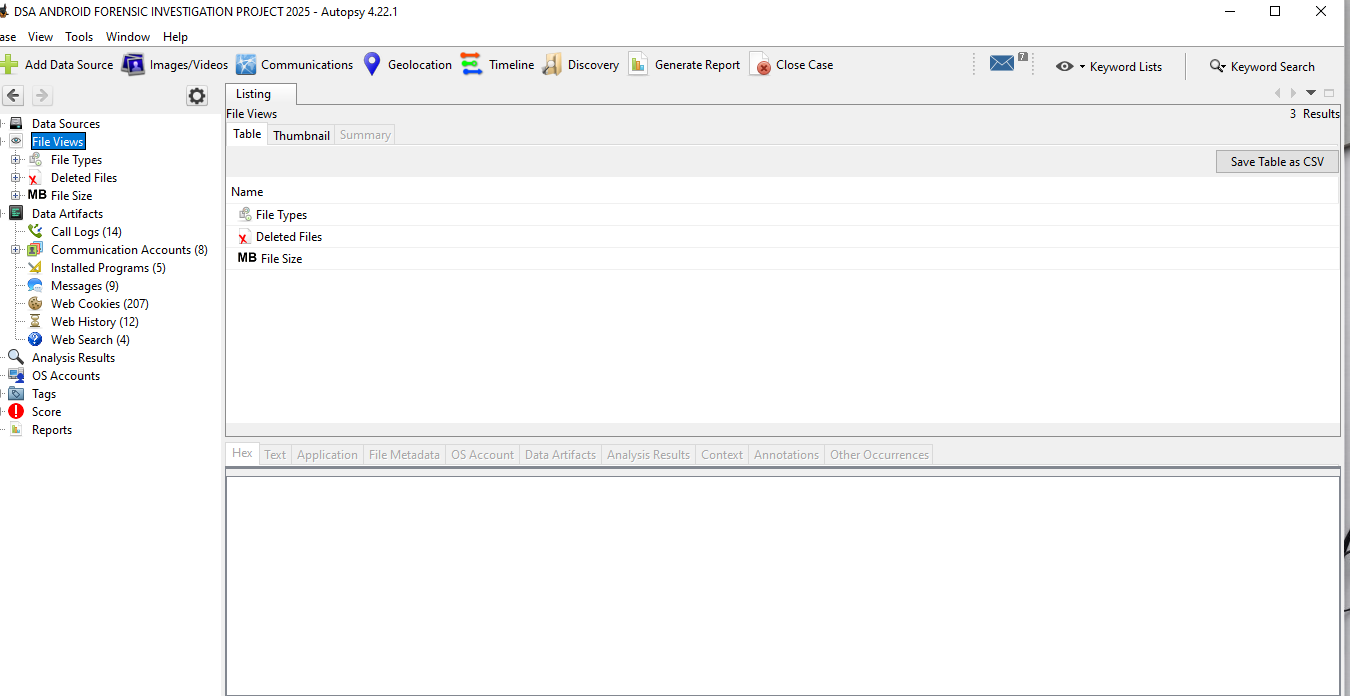 DSA ANDROID FORENSIC INVESTIGATION PROJECT 2025 - Autopsy 4.22.1
ase View Tools Window Help
Add Data Source Images/Videos Communications Geolocation Timeline Discovery Generate Report Close Case 7 Keyword Lists Keyword Search
Listing
File Views 3 Results
Table Thumbnail Summary
Save Table as CSV
Name
File Types
Deleted Files
MB File Size
Data Sources
File Views
File Types
Deleted Files
MB File Size
Data Artifacts
Call Logs (14)
Communication Accounts (8)
Installed Programs (5)
Messages (9)
Web Cookies (207)
Web History (12)
Web Search (4)
Analysis Results
OS Accounts
Tags
Score
Reports
Hex Text Application File Metadata OS Account Data Artifacts Analysis Results Context Annotations Other Occurrences